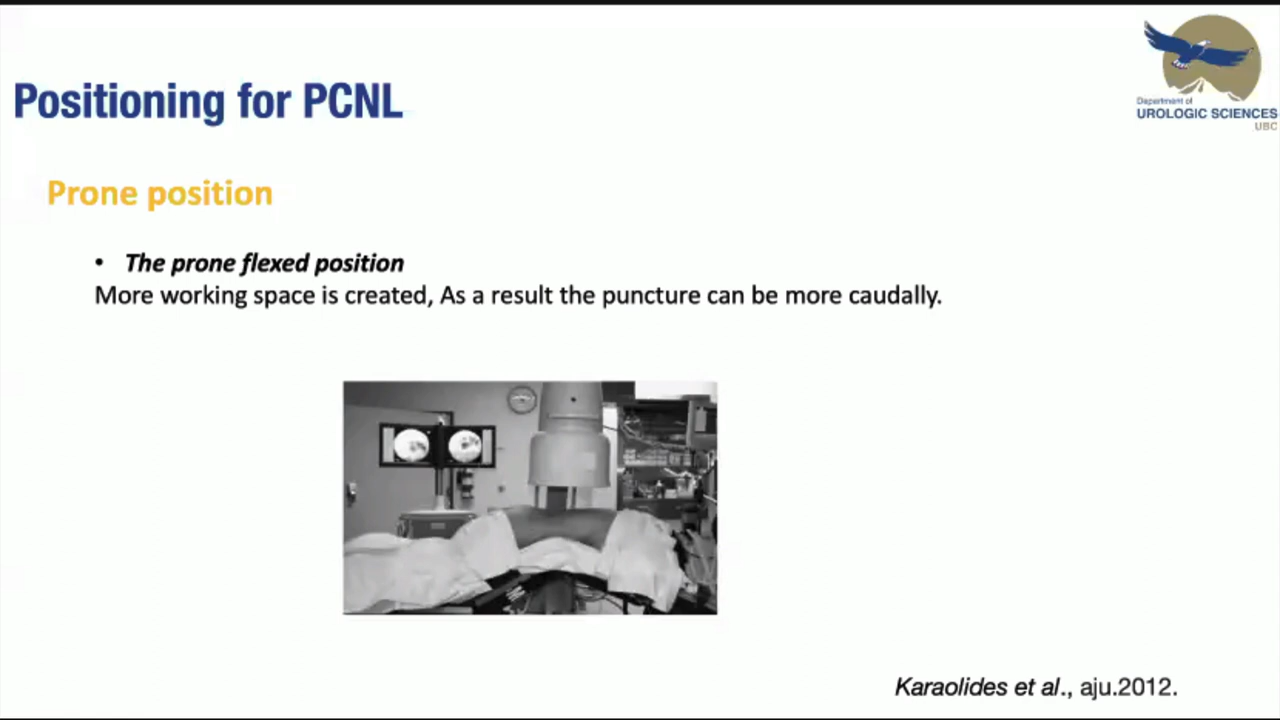 Positioning for PCNL
Department of
UROLOGIC SCIENCES
UBC
Prone position
• The prone flexed position
More working space is created, As a result the puncture can be more caudally.
Karaolides et al., aju.2012.